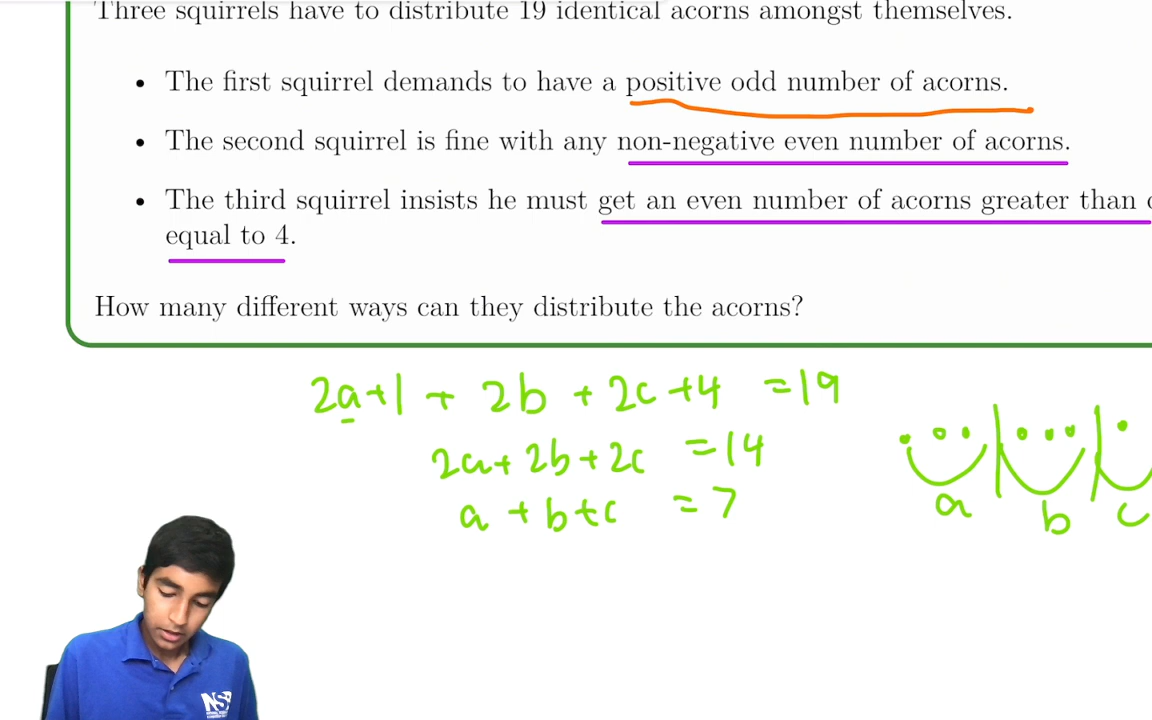 Three squirrels have to distribute 19 identical acorns amongst themselves.
• The first squirrel demands to have a positive odd number of acorns.
• The second squirrel is fine with any non-negative even number of acorns.
• The third squirrel insists he must get an even number of acorns greater than
equal to 4.
How many different ways can they distribute the acorns?
2a+1 + 2b + 2c +4 =19
2a+ 2b+2c =14
a + b+c = 7
a b c